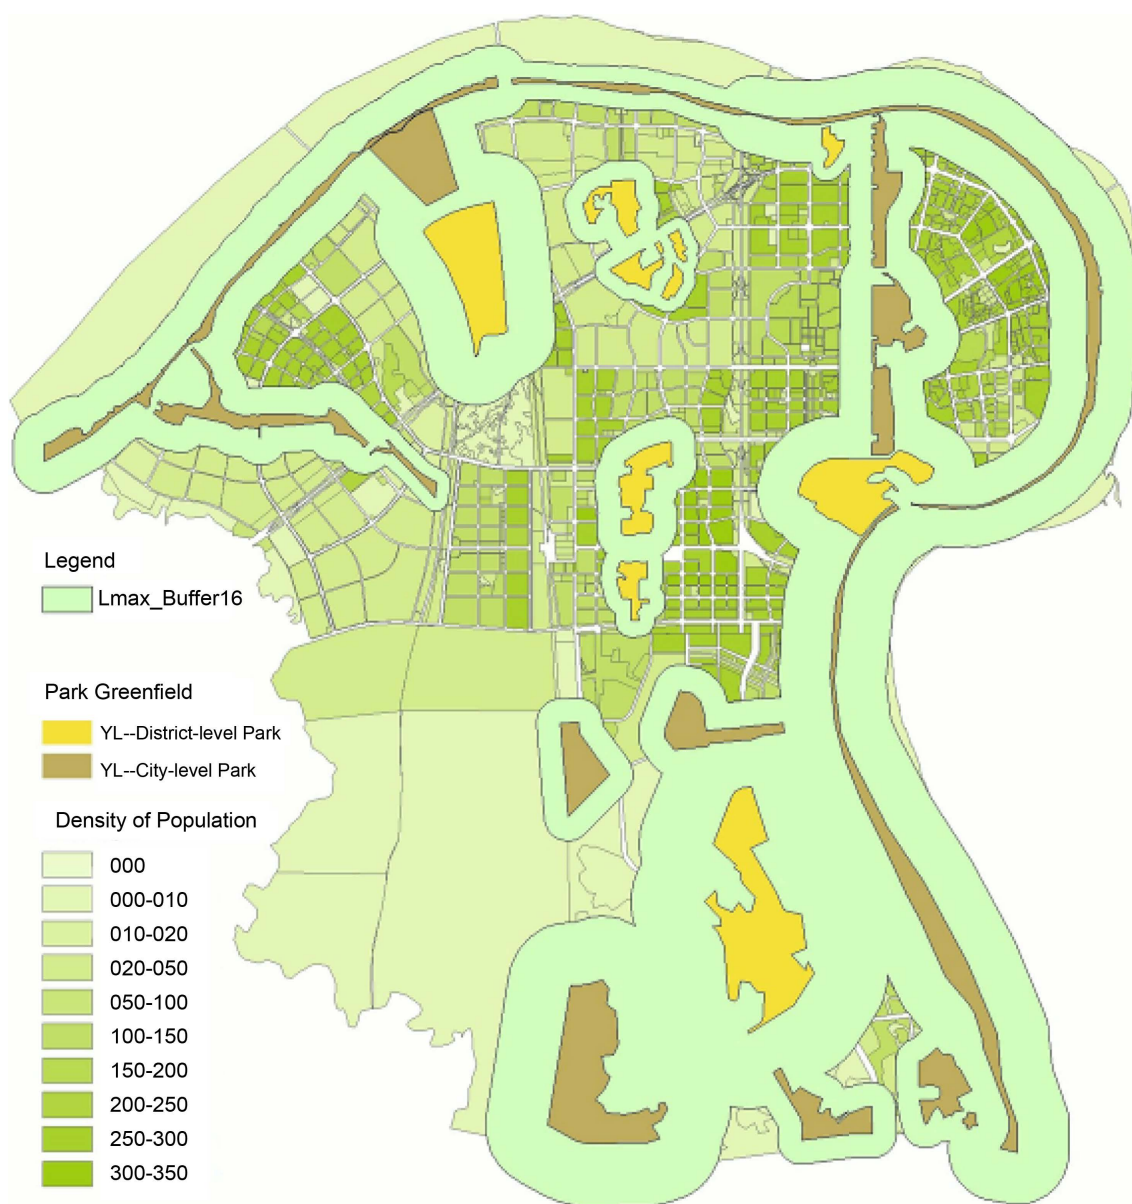 Legend
Lmax_Buffer16
Park Greenfield
YL--District-level Park
YL--City-level Park
Density of Population
000
000-010
010-020
020-050
050-100
100-150
150-200
200-250
250-300
300-350